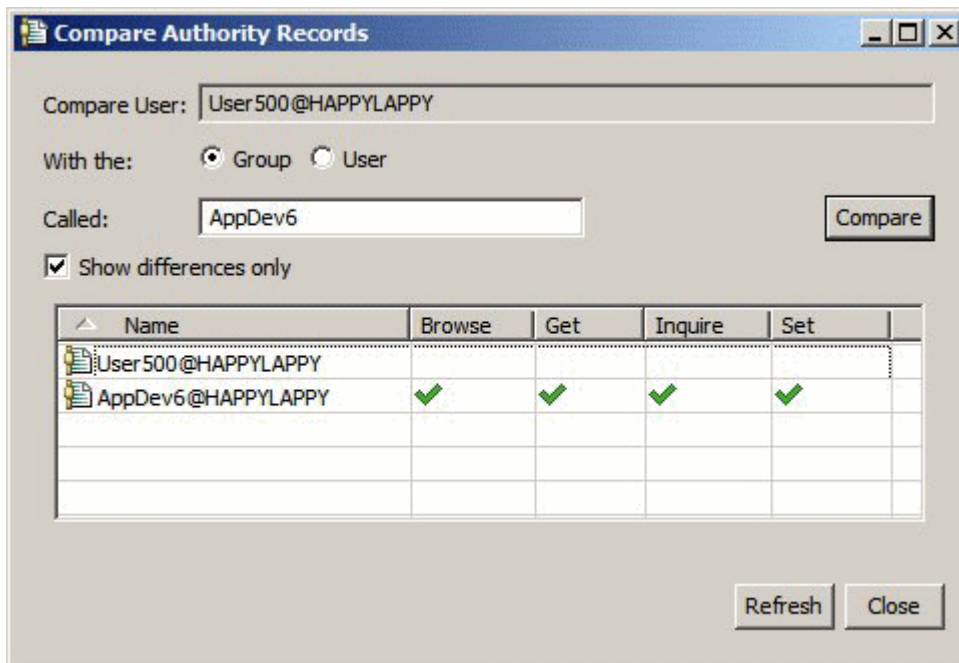 Compare Authority Records
Compare User: User500@HAPPYLAPPY
With the: Group User
Called: AppDev6 Compare
Show differences only
Name Browse Get Inquire Set
User500@HAPPYLAPPY
AppDev6@HAPPYLAPPY
Refresh Close